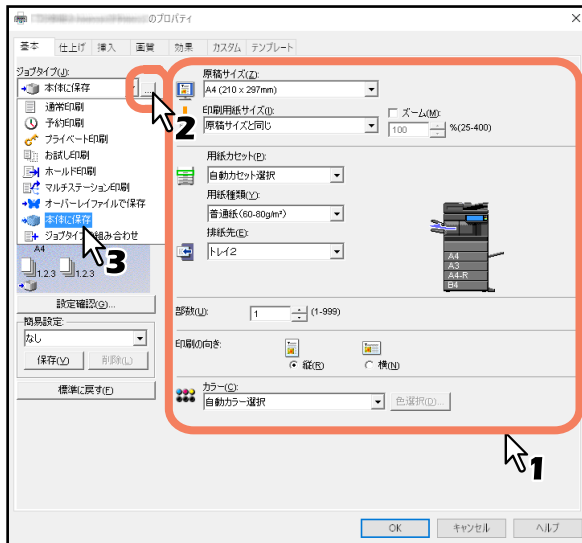 のプロパティ
基本 仕上げ 挿入 画質 効果 カスタム テンプレート
ジョブタイプ(J):
本体に保存 ...
通常印刷
予約印刷
プライベート印刷
お試し印刷
ホールド印刷
マルチステーション印刷
オーバーレイファイルで保存
本体に保存
ジョブタイプ 組み合わせ
2
3
A4
1.2.3 1.2.3
設定確認(G)...
簡易設定:
なし
保存(V) 削除(L)
標準に戻す(F)
原稿サイズ(Z):
A4 (210 x 297mm)
印刷用紙サイズ(I):
原稿サイズと同じ
ズーム(M):
100 %(25-400)
用紙カセット(P):
自動カセット選択
用紙種類(Y):
普通紙(60-80g/m²)
排紙先(E):
トレイ2
A4
A3
A4-R
B4
部数(U): 1 (1-999)
印刷の向き:
縦(R) 横(N)
カラー(C):
自動カラー選択 色選択(D)...
1
OK キャンセル ヘルプ